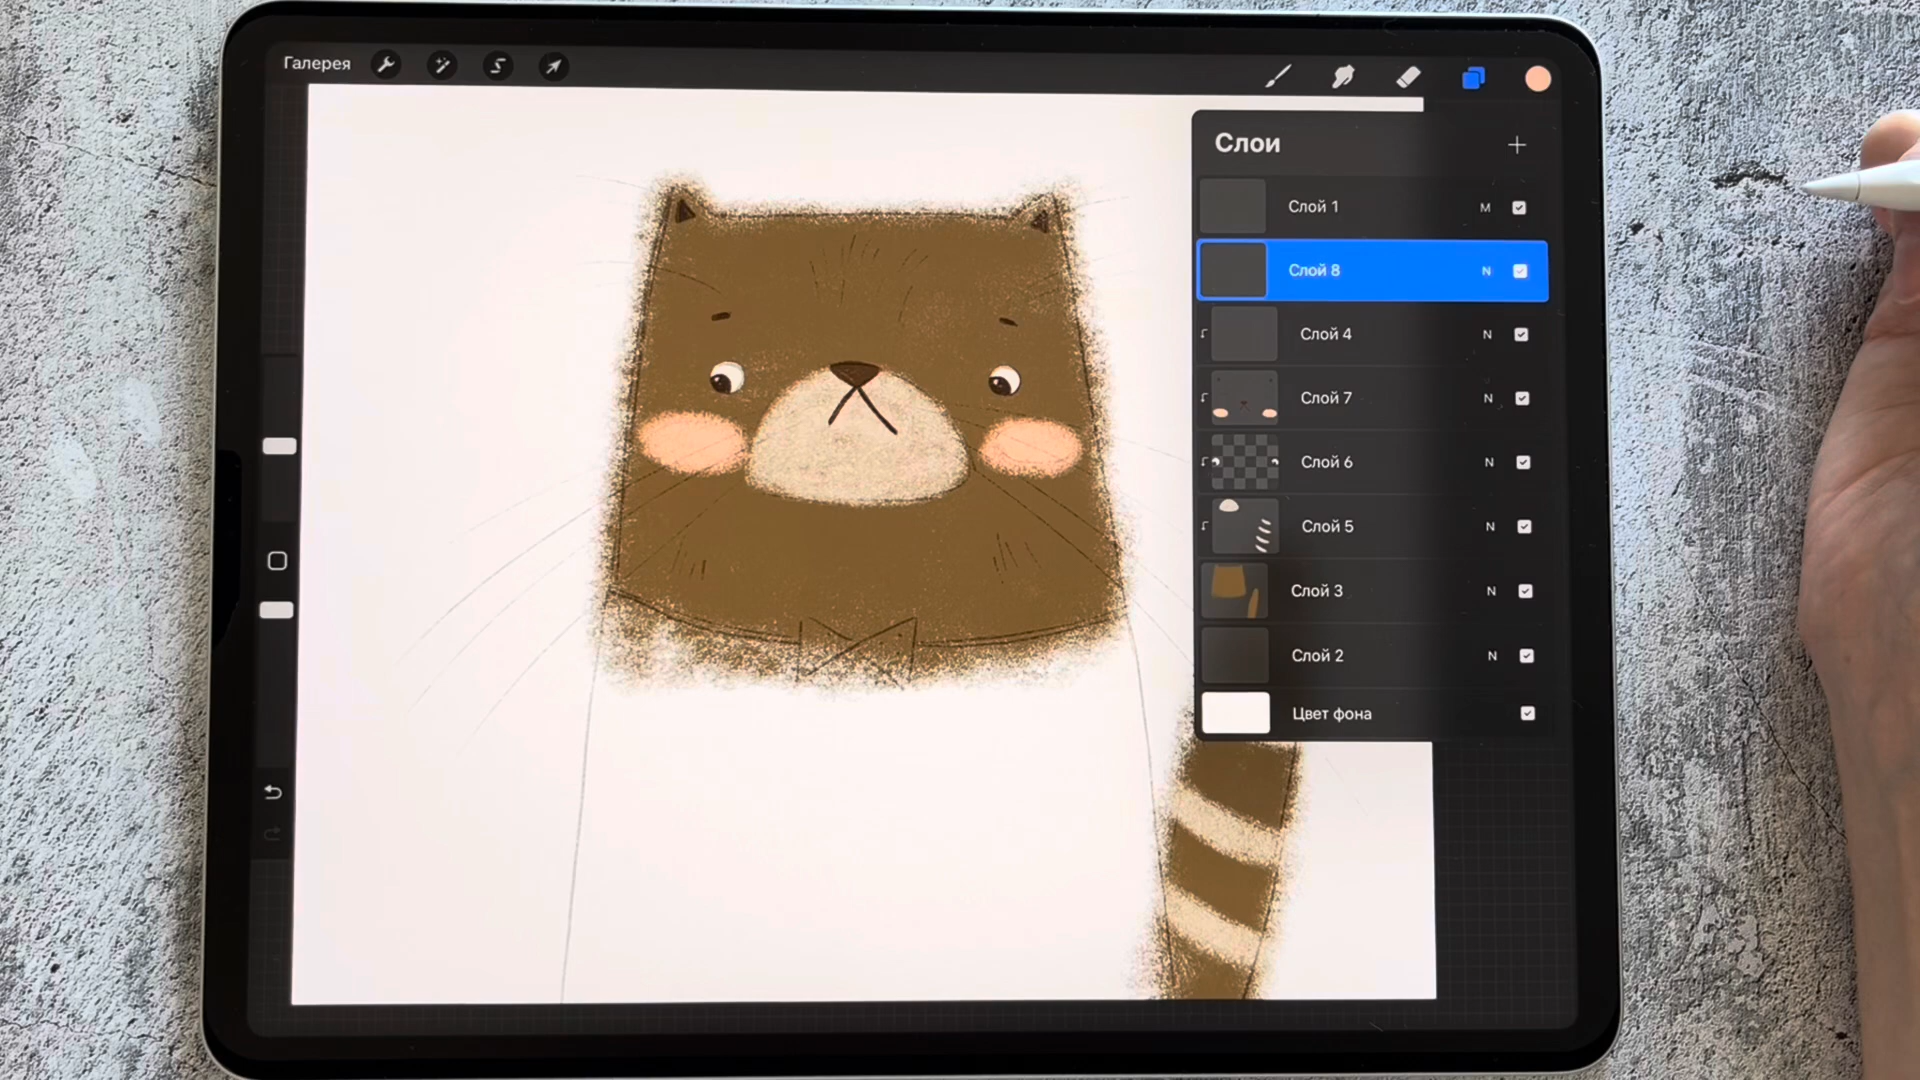 Галерея
Слои
Слой 1 M
Слой 8 N
Слой 4 N
Слой 7 N
Слой 6 N
Слой 5 N
Слой 3 N
Слой 2 N
Цвет фона